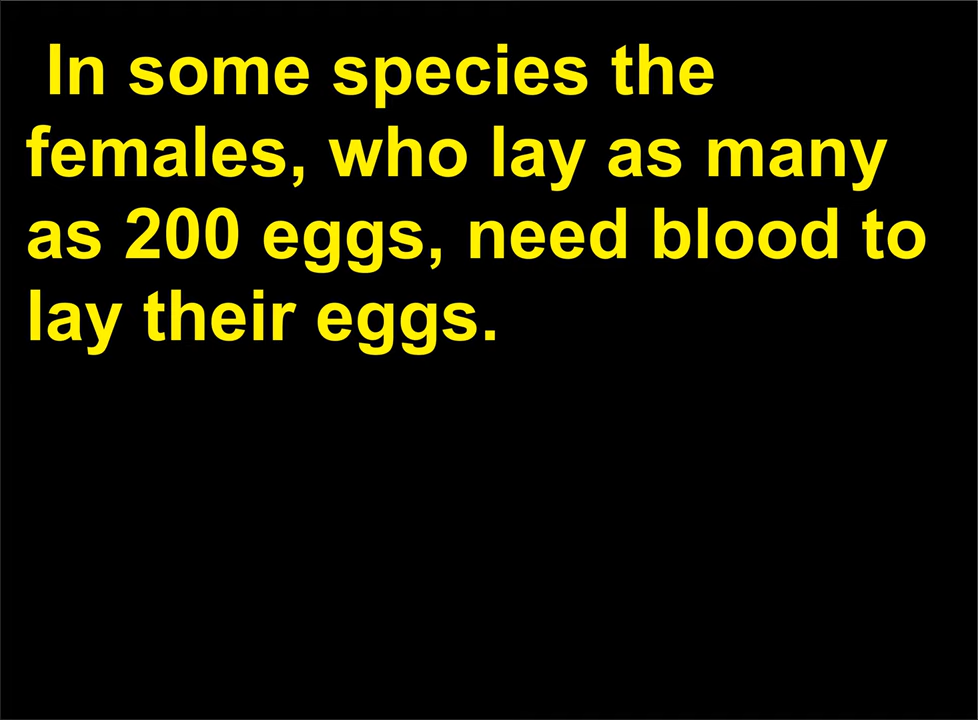 In some species the
females, who lay as many
as 200 eggs, need blood to
lay their eggs.